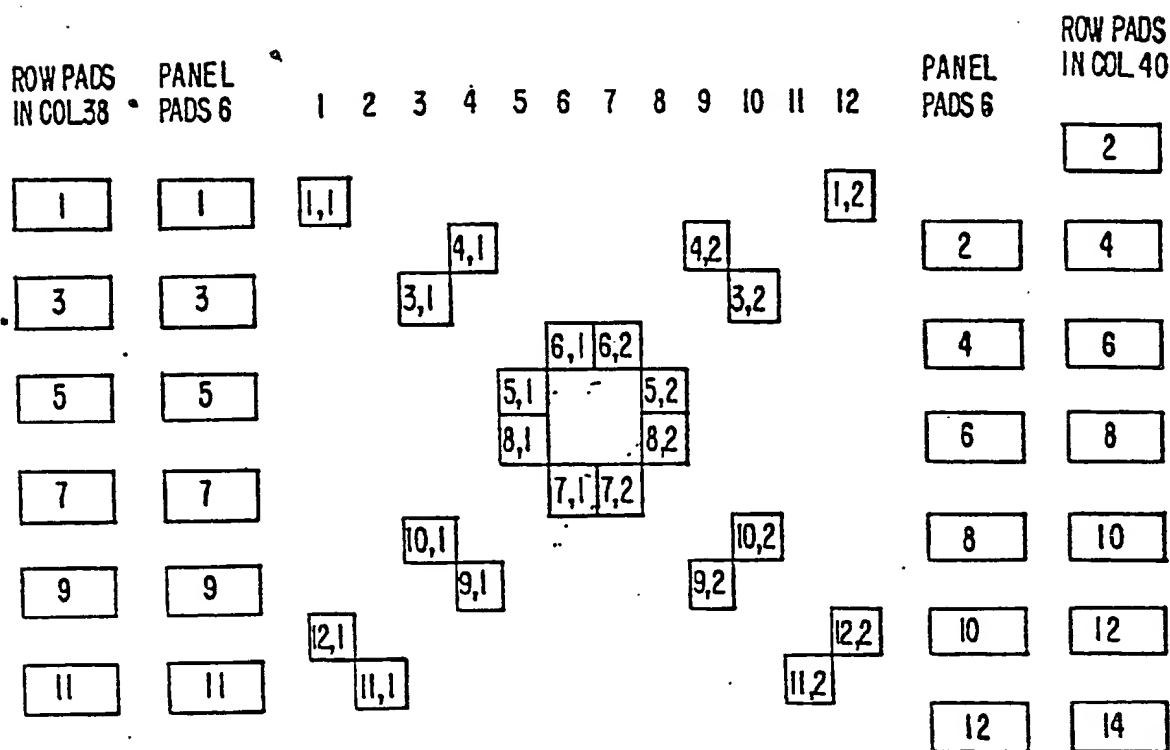 ROW PADS
IN COL.38
PANEL
PADS 6
1 2 3 4 5 6 7 8 9 10 11 12
PANEL
PADS 6
ROW PADS
IN COL.40
2
1 1 1,1 1,2
4,1 4,2 2 4
3 3 3,1 3,2
6,1 6,2 4 6
5 5 5,1 5,2
8,1 8,2 6 8
7 7 7,1 7,2
10,1 10,2 8 10
9 9 9,1 9,2
12,1 12,2 10 12
11 11 11,1 11,2
12 14